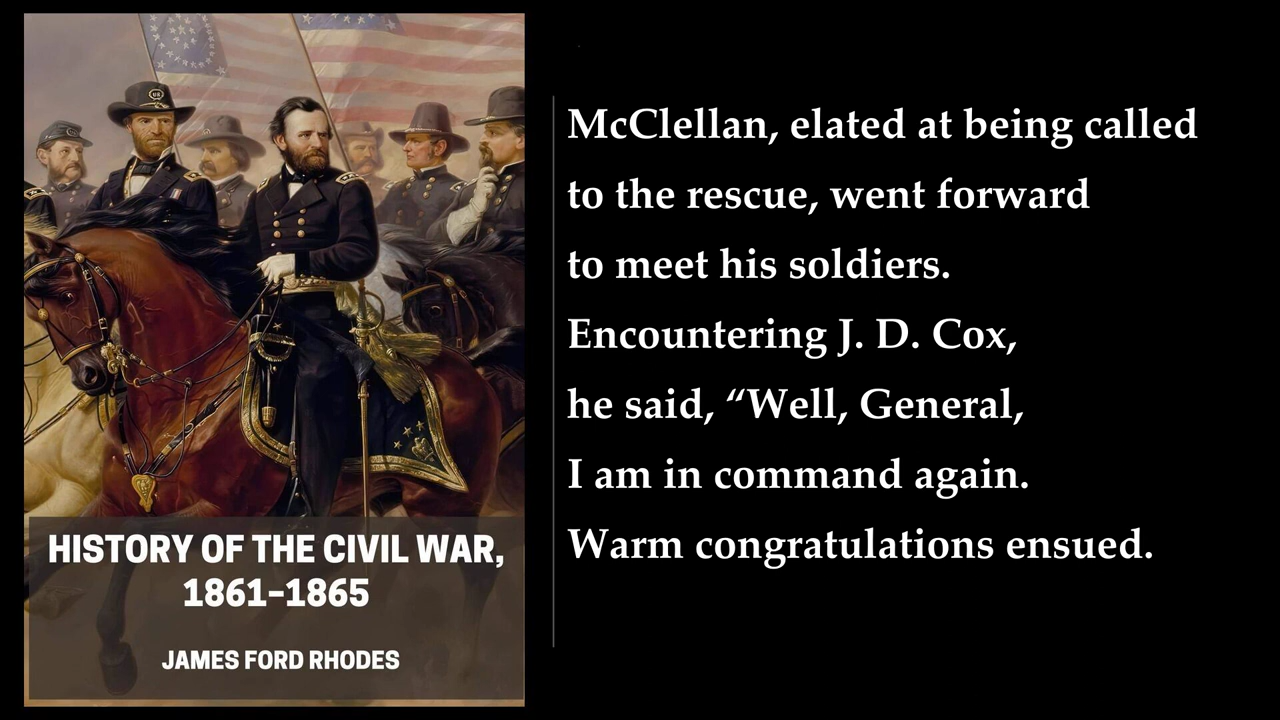 HISTORY OF THE CIVIL WAR,
1861–1865
JAMES FORD RHODES
McClellan, elated at being called
to the rescue, went forward
to meet his soldiers.
Encountering J. D. Cox,
he said, “Well, General,
I am in command again.
Warm congratulations ensued.